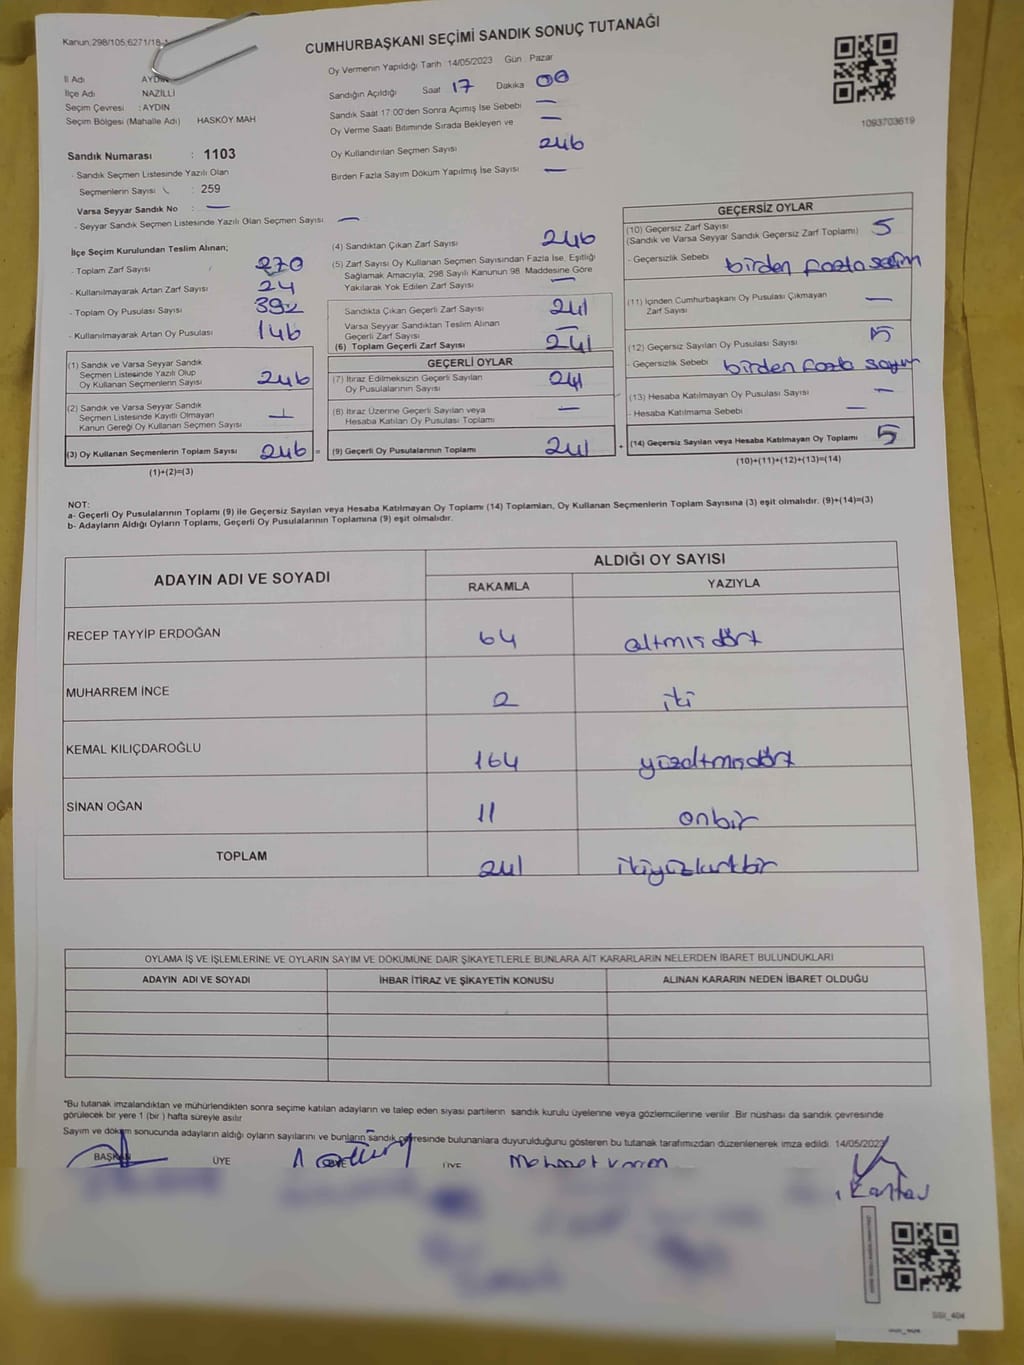 Kanun:298/105;6271/18-
CUMHURBAŞKANI SEÇİMİ SANDIK SONUÇ TUTANAĞI
Oy Vermenin Yapıldığı Tarih :14/05/2023 Gün : Pazar
İl Adı AYDIN
İlçe Adı NAZİLLİ
Seçim Çevresi : AYDIN
Seçim Bölgesi (Mahalle Adı) HASKÖY MAH
Sandığın Açıldığı Saat 17 Dakika 00
Sandık Saat 17:00'den Sonra Açılmış İse Sebebi —
Oy Verme Saati Bitiminde Sırada Bekleyen ve —
Oy Kullandırılan Seçmen Sayısı 246
Birden Fazla Sayım Döküm Yapılmış İse Sayısı —
1093703619
Sandık Numarası : 1103
- Sandık Seçmen Listesinde Yazılı Olan
Seçmenlerin Sayısı : 259
Varsa Seyyar Sandık No : —
- Seyyar Sandık Seçmen Listesinde Yazılı Olan Seçmen Sayısı : —
İlçe Seçim Kurulundan Teslim Alınan;
- Toplam Zarf Sayısı : 270
- Kullanılmayarak Artan Zarf Sayısı : 24
- Toplam Oy Pusulası Sayısı : 392
- Kullanılmayarak Artan Oy Pusulası : 146
(1) Sandık ve Varsa Seyyar Sandık
Seçmen Listesinde Yazılı Olup
Oy Kullanan Seçmenlerin Sayısı 246
(2) Sandık ve Varsa Seyyar Sandık
Seçmen Listesinde Kayıtlı Olmayan
Kanun Gereği Oy Kullanan Seçmen Sayısı
(3) Oy Kullanan Seçmenlerin Toplam Sayısı 246 =
(1)+(2)=(3)
(4) Sandıktan Çıkan Zarf Sayısı 246
(5) Zarf Sayısı Oy Kullanan Seçmen Sayısından Fazla İse, Eşitliği
Sağlamak Amacıyla, 298 Sayılı Kanunun 98. Maddesine Göre
Yakılarak Yok Edilen Zarf Sayısı —
Sandıkta Çıkan Geçerli Zarf Sayısı 241
Varsa Seyyar Sandıktan Teslim Alınan
Geçerli Zarf Sayısı —
(6) Toplam Geçerli Zarf Sayısı 241
GEÇERLİ OYLAR
(7) İtiraz Edilmeksizin Geçerli Sayılan
Oy Pusulalarının Sayısı 241
(8) İtiraz Üzerine Geçerli Sayılan veya
Hesaba Katılan Oy Pusulası Toplamı —
(9) Geçerli Oy Pusulalarının Toplamı 241 +
GEÇERSİZ OYLAR
(10) Geçersiz Zarf Sayısı
(Sandık ve Varsa Seyyar Sandık Geçersiz Zarf Toplamı) 5
- Geçersizlik Sebebi birden fazla seçim
(11) İçinden Cumhurbaşkanı Oy Pusulası Çıkmayan
Zarf Sayısı —
(12) Geçersiz Sayılan Oy Pusulası Sayısı 5
- Geçersizlik Sebebi birden fazla
(13) Hesaba Katılmayan Oy Pusulası Sayısı —
- Hesaba Katılmama Sebebi —
(14) Geçersiz Sayılan veya Hesaba Katılmayan Oy Toplamı 5
(10)+(11)+(12)+(13)=(14)
NOT:
a- Geçerli Oy Pusulalarının Toplamı (9) ile Geçersiz Sayılan veya Hesaba Katılmayan Oy Toplamı (14) Toplamları, Oy Kullanan Seçmenlerin Toplam Sayısına (3) eşit olmalıdır. (9)+(14)=(3)
b- Adayların Aldığı Oyların Toplamı, Geçerli Oy Pusulalarının Toplamına (9) eşit olmalıdır.
ADAYIN ADI VE SOYADI
ALDIĞI OY SAYISI
RAKAMLA YAZIYLA
RECEP TAYYİP ERDOĞAN 64 altmışdört
MUHARREM İNCE 2 iki
KEMAL KILIÇDAROĞLU 164 yüzaltmışdört
SİNAN OĞAN 11 onbir
TOPLAM 241 ikiyüzkırkbir
OYLAMA İŞ VE İŞLEMLERİNE VE OYLARIN SAYIM VE DÖKÜMÜNE DAİR ŞİKAYETLERLE BUNLARA AİT KARARLARIN NELERDEN İBARET BULUNDUKLARI
ADAYIN ADI VE SOYADI İHBAR İTİRAZ VE ŞİKAYETİN KONUSU ALINAN KARARIN NEDEN İBARET OLDUĞU
*Bu tutanak imzalandıktan ve mühürlendikten sonra seçime katılan adayların ve talep eden siyasi partilerin sandık kurulu üyelerine veya gözlemcilerine verilir. Bir nüshası da sandık çevresinde
görülecek bir yere 1 (bir ) hafta süreyle asılır
Sayım ve döküm sonucunda adayların aldığı oyların sayılarını ve bunların sandık çevresinde bulunanlara duyurulduğunu gösteren bu tutanak tarafımızdan düzenlenerek imza edildi. 14/05/2023
BAŞKAN ÜYE ÜYE Mehmet
SSI_404